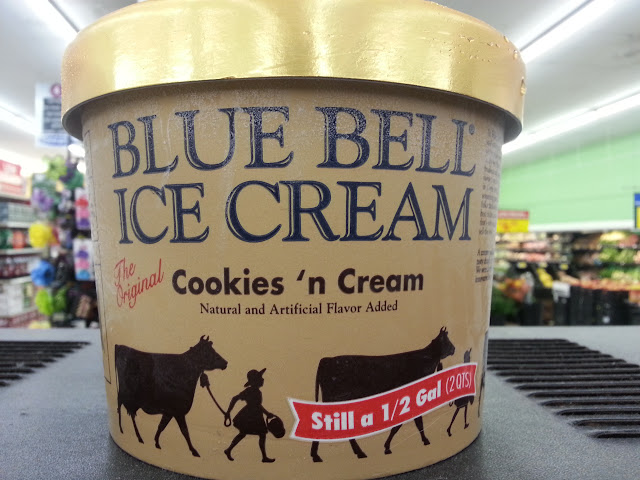 BLUE BELL®
ICE CREAM
The
Original
Cookies 'n Cream
Natural and Artificial Flavor Added
Still a 1/2 Gal (2 QTS)